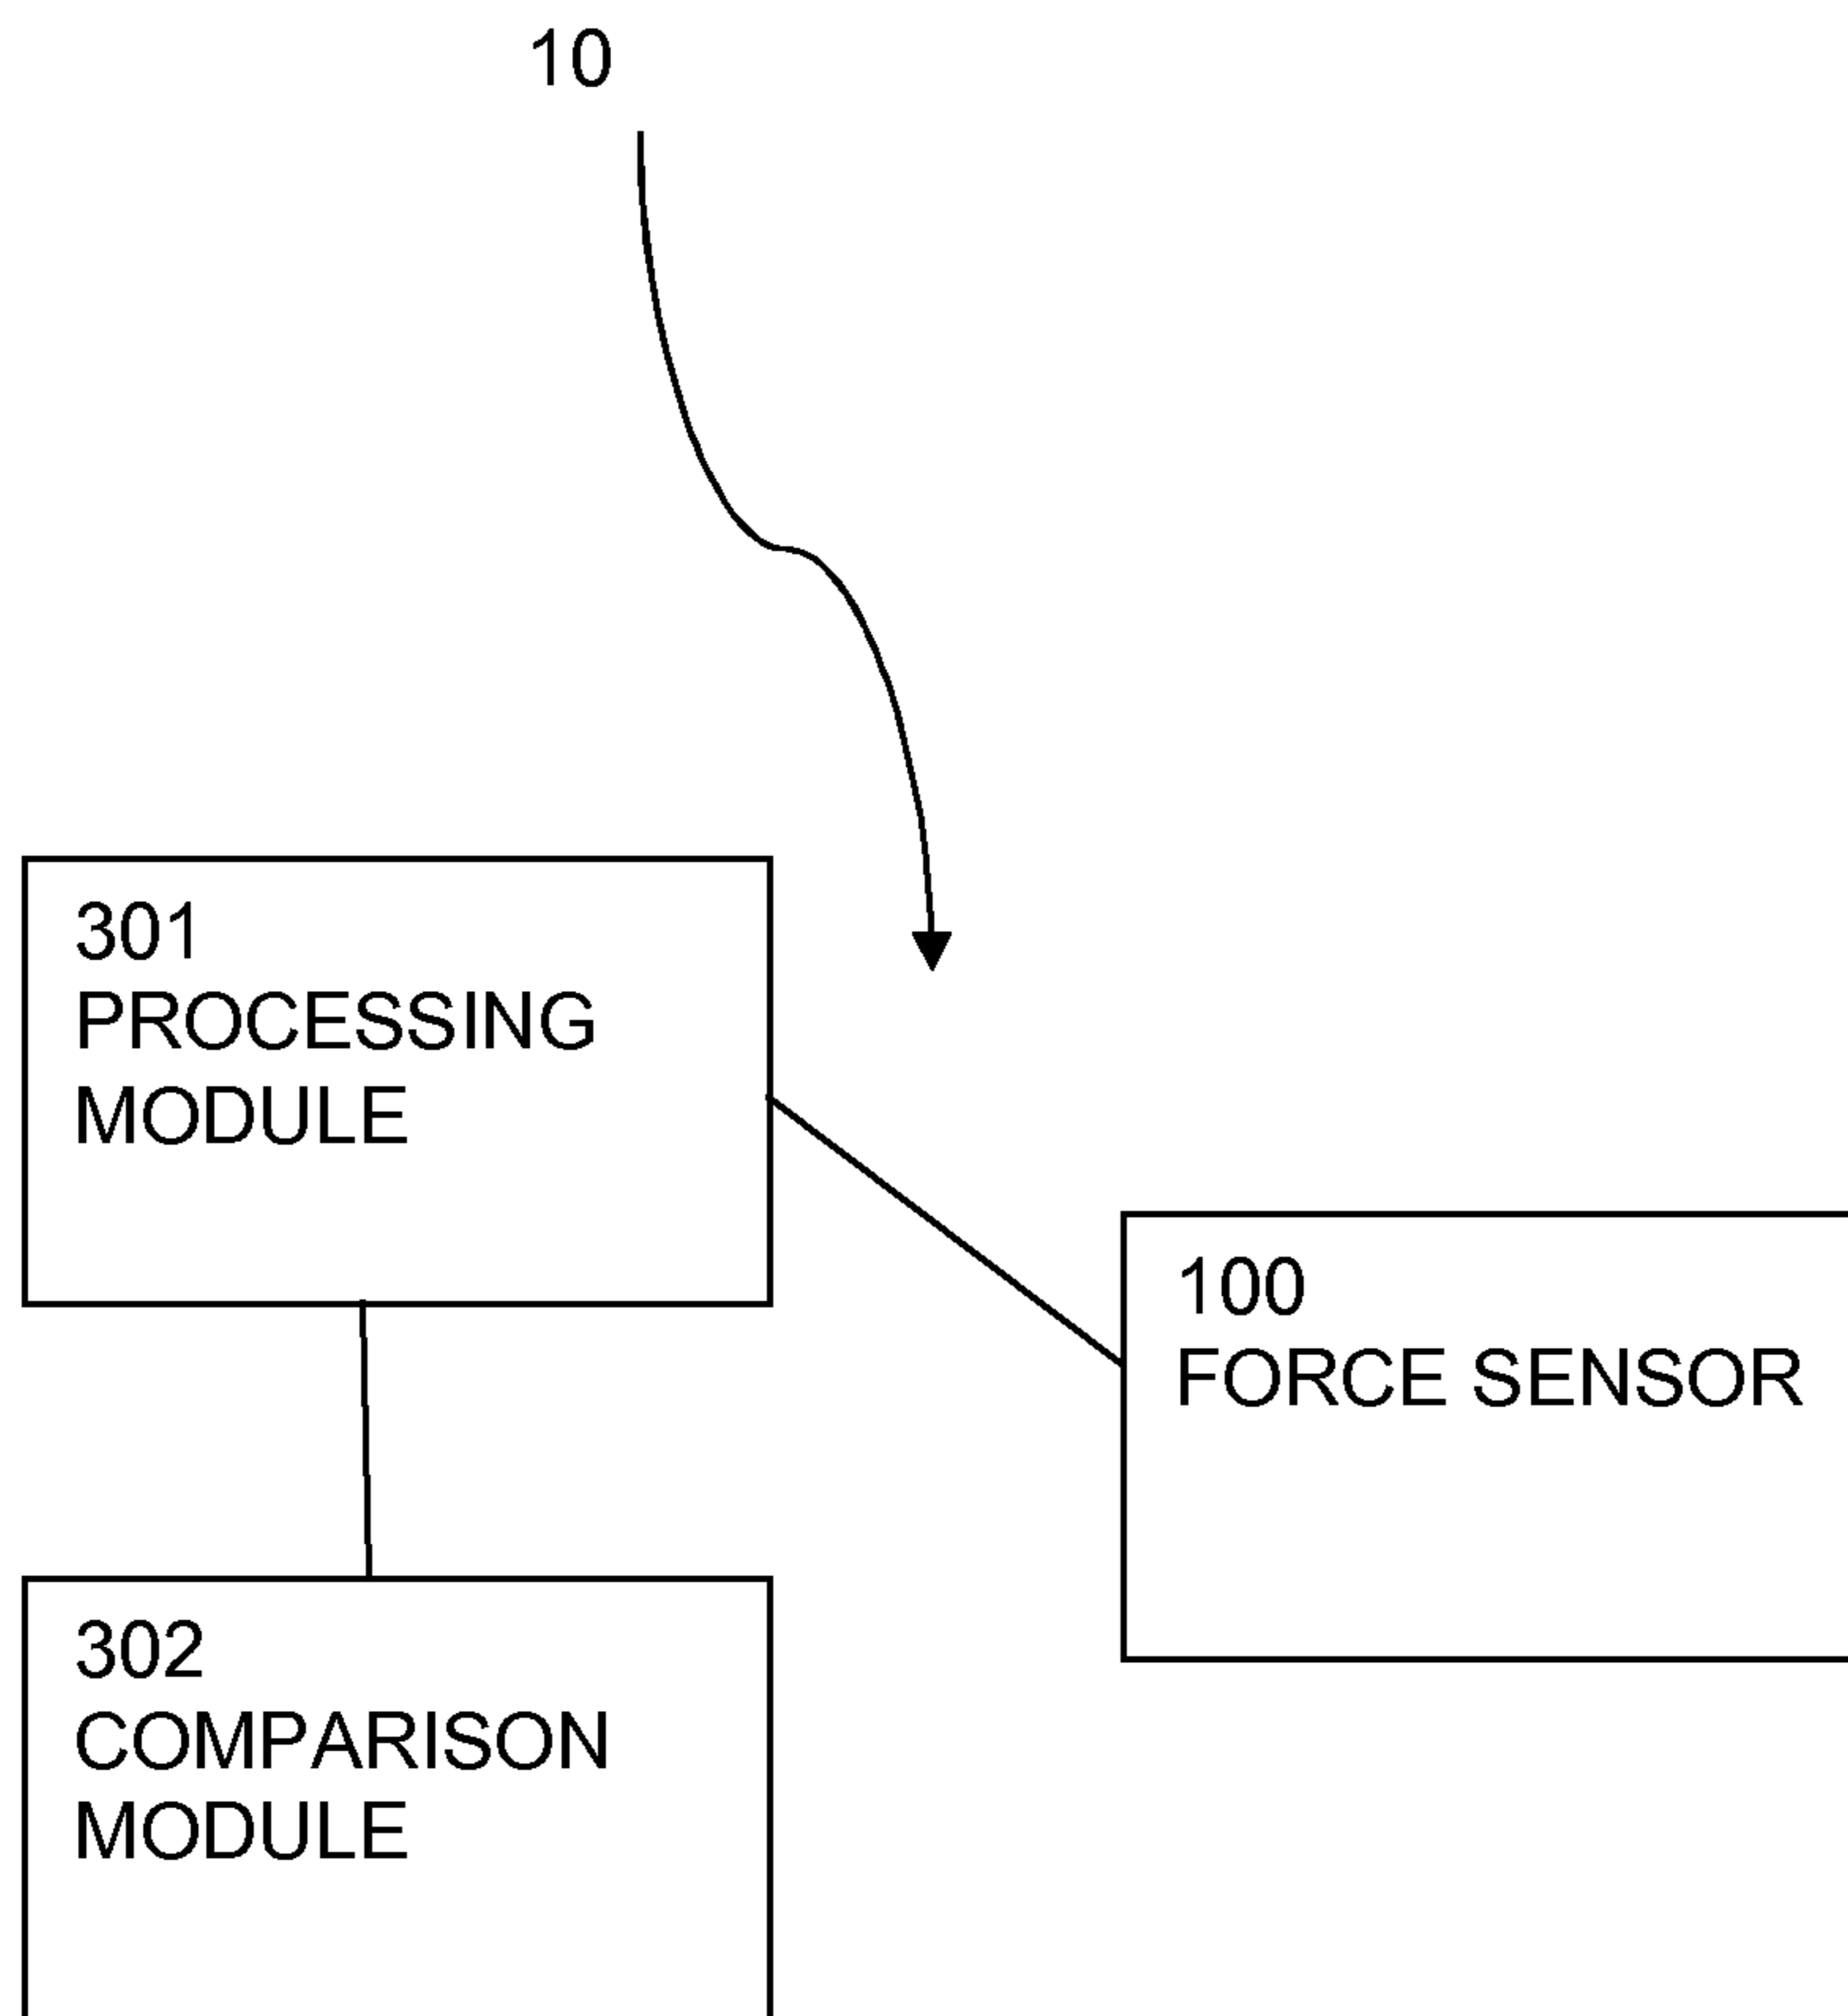 10
301
PROCESSING
MODULE
100
FORCE SENSOR
302
COMPARISON
MODULE